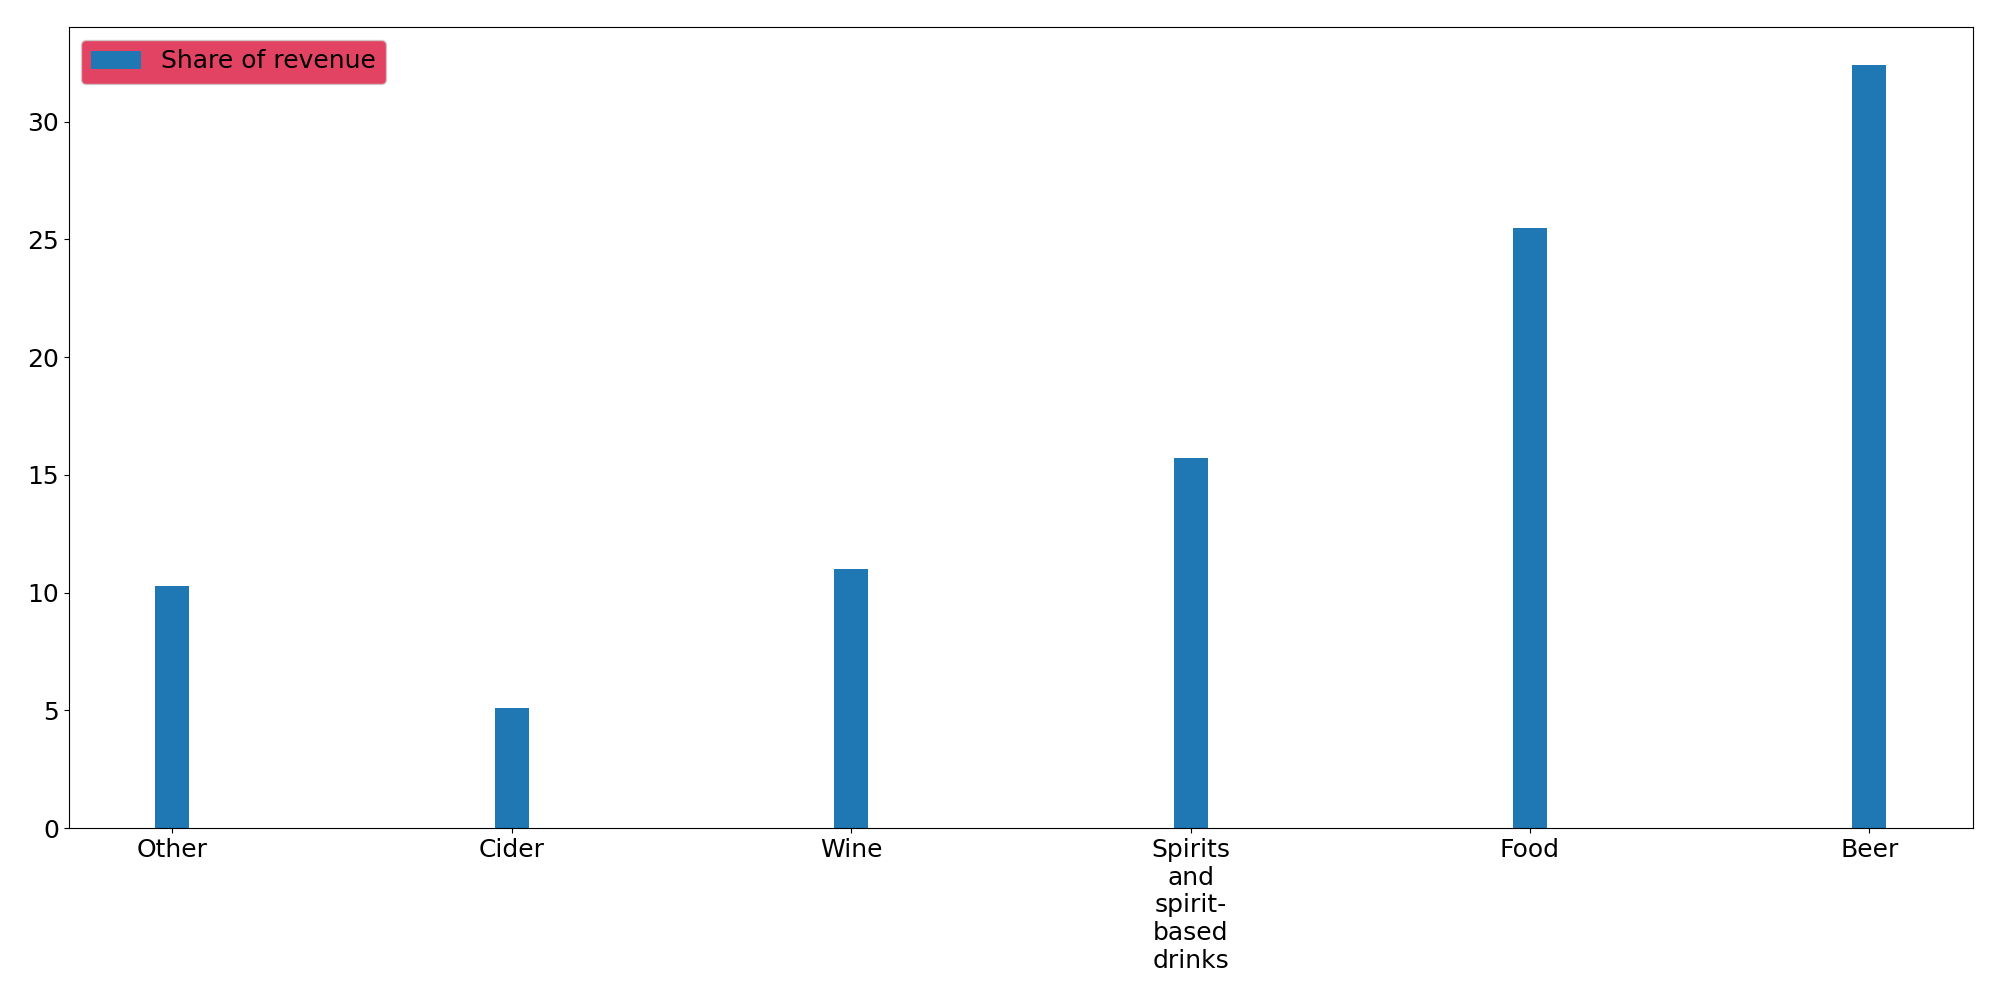 Share of revenue
30
25
20
15
10
5
0
Other
Cider
Wine
Spirits
and
spirit-
based
drinks
Food
Beer